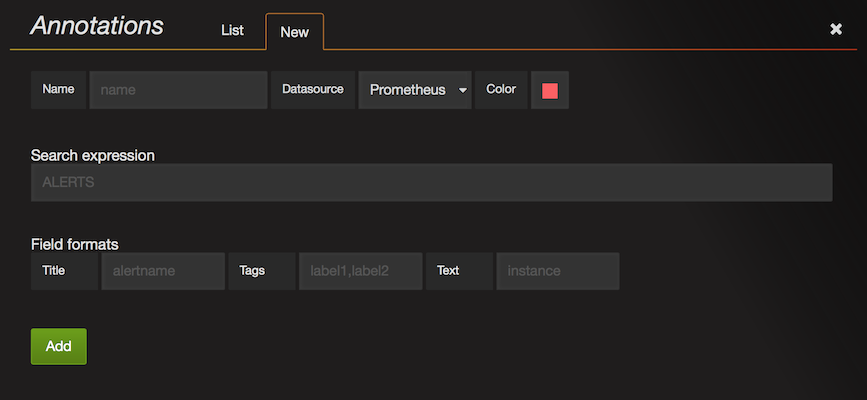 Annotations List New ×
Name name Datasource Prometheus Color
Search expression
ALERTS
Field formats
Title alertname Tags label1,label2 Text instance
Add